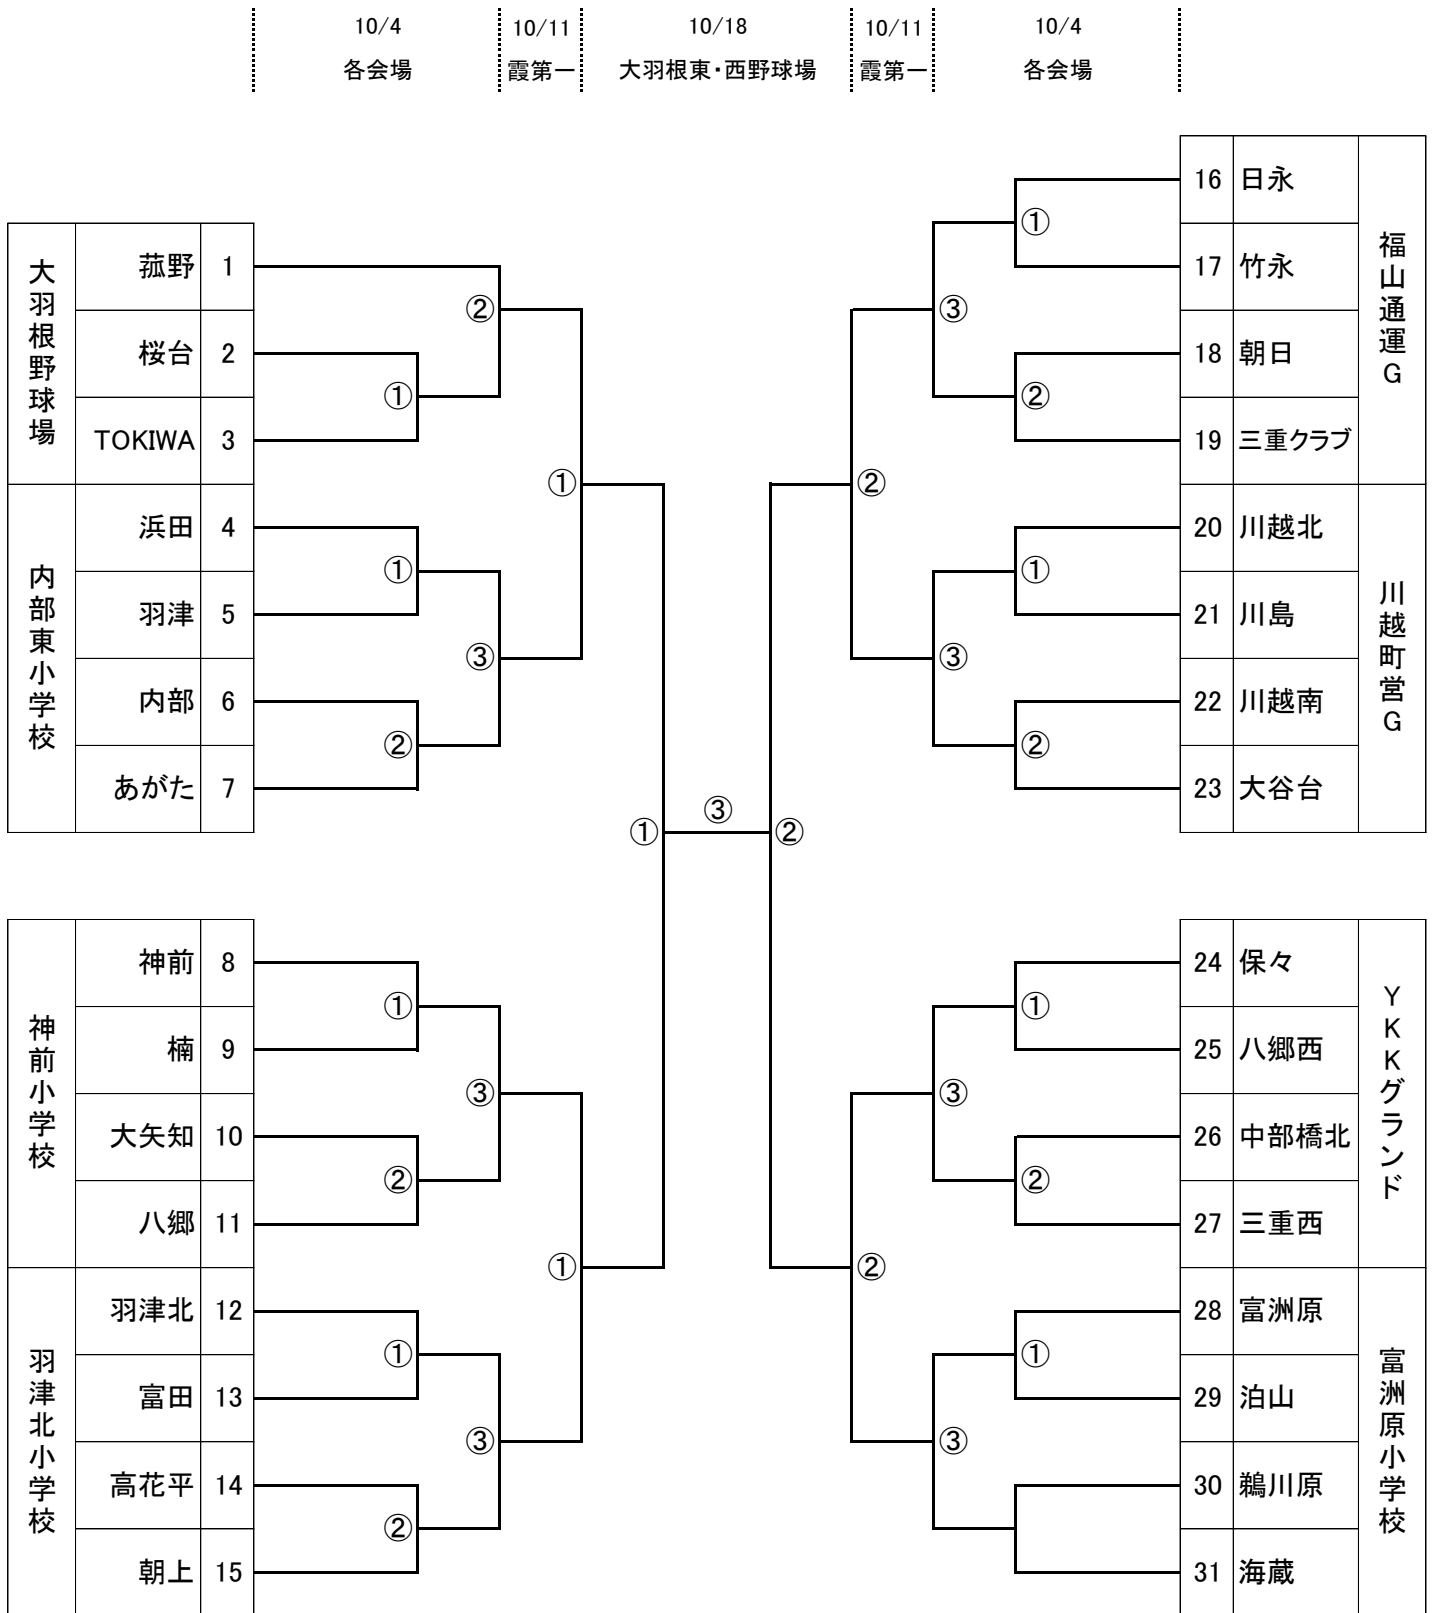 10/4
10/11
10/18
10/11
10/4
各会場
霞第一
大羽根東・西野球場
霞第一
各会場
大羽根野球場
菰野 1
桜台 2
TOKIWA 3
②
①
①
内部東小学校
浜田 4
羽津 5
内部 6
あがた 7
①
③
②
神前小学校
神前 8
楠 9
大矢知 10
八郷 11
①
③
②
①
羽津北小学校
羽津北 12
富田 13
高花平 14
朝上 15
①
③
②
①
③
②
16 日永
17 竹永
18 朝日
19 三重クラブ
福山通運G
①
③
②
②
20 川越北
21 川島
22 川越南
23 大谷台
川越町営G
①
③
②
24 保々
25 八郷西
26 中部橋北
27 三重西
YKKグランド
①
③
②
②
28 富洲原
29 泊山
30 鵜川原
31 海蔵
富洲原小学校
①
③